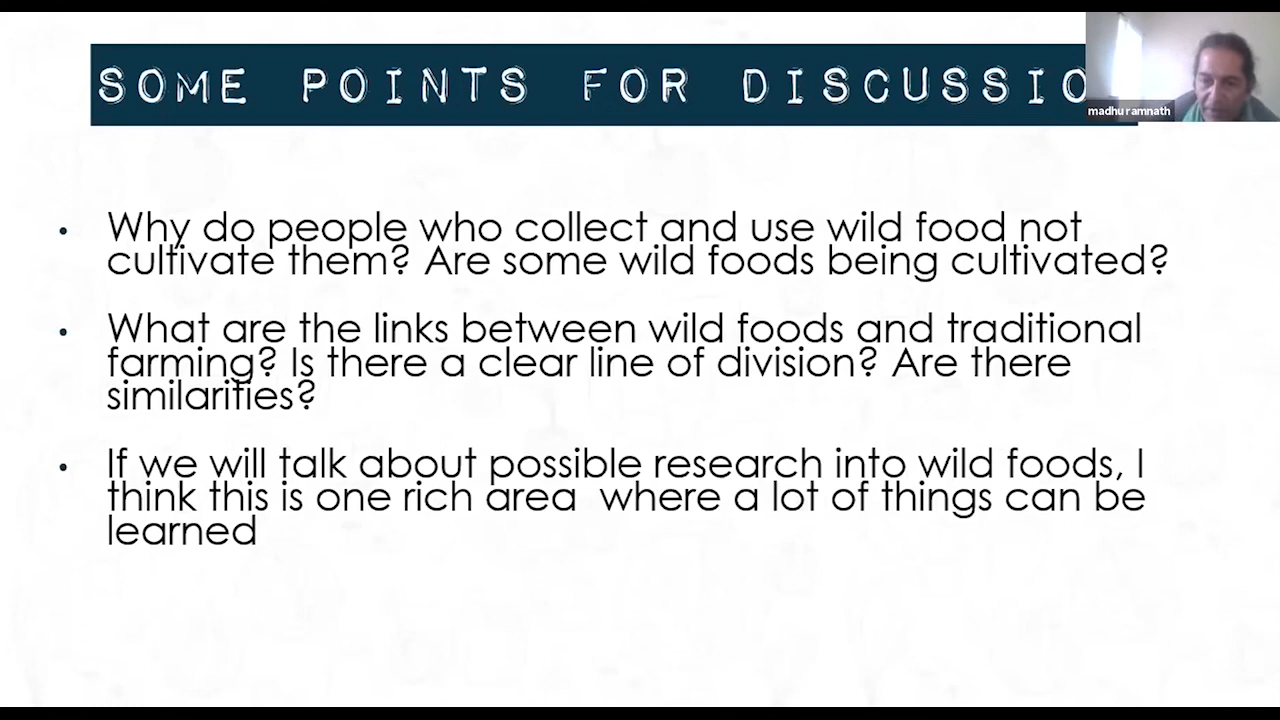 SOME POINTS FOR DISCUSSIO
madhu ramnath
• Why do people who collect and use wild food not
cultivate them? Are some wild foods being cultivated?
• What are the links between wild foods and traditional
farming? Is there a clear line of division? Are there
similarities?
• If we will talk about possible research into wild foods, I
think this is one rich area where a lot of things can be
learned